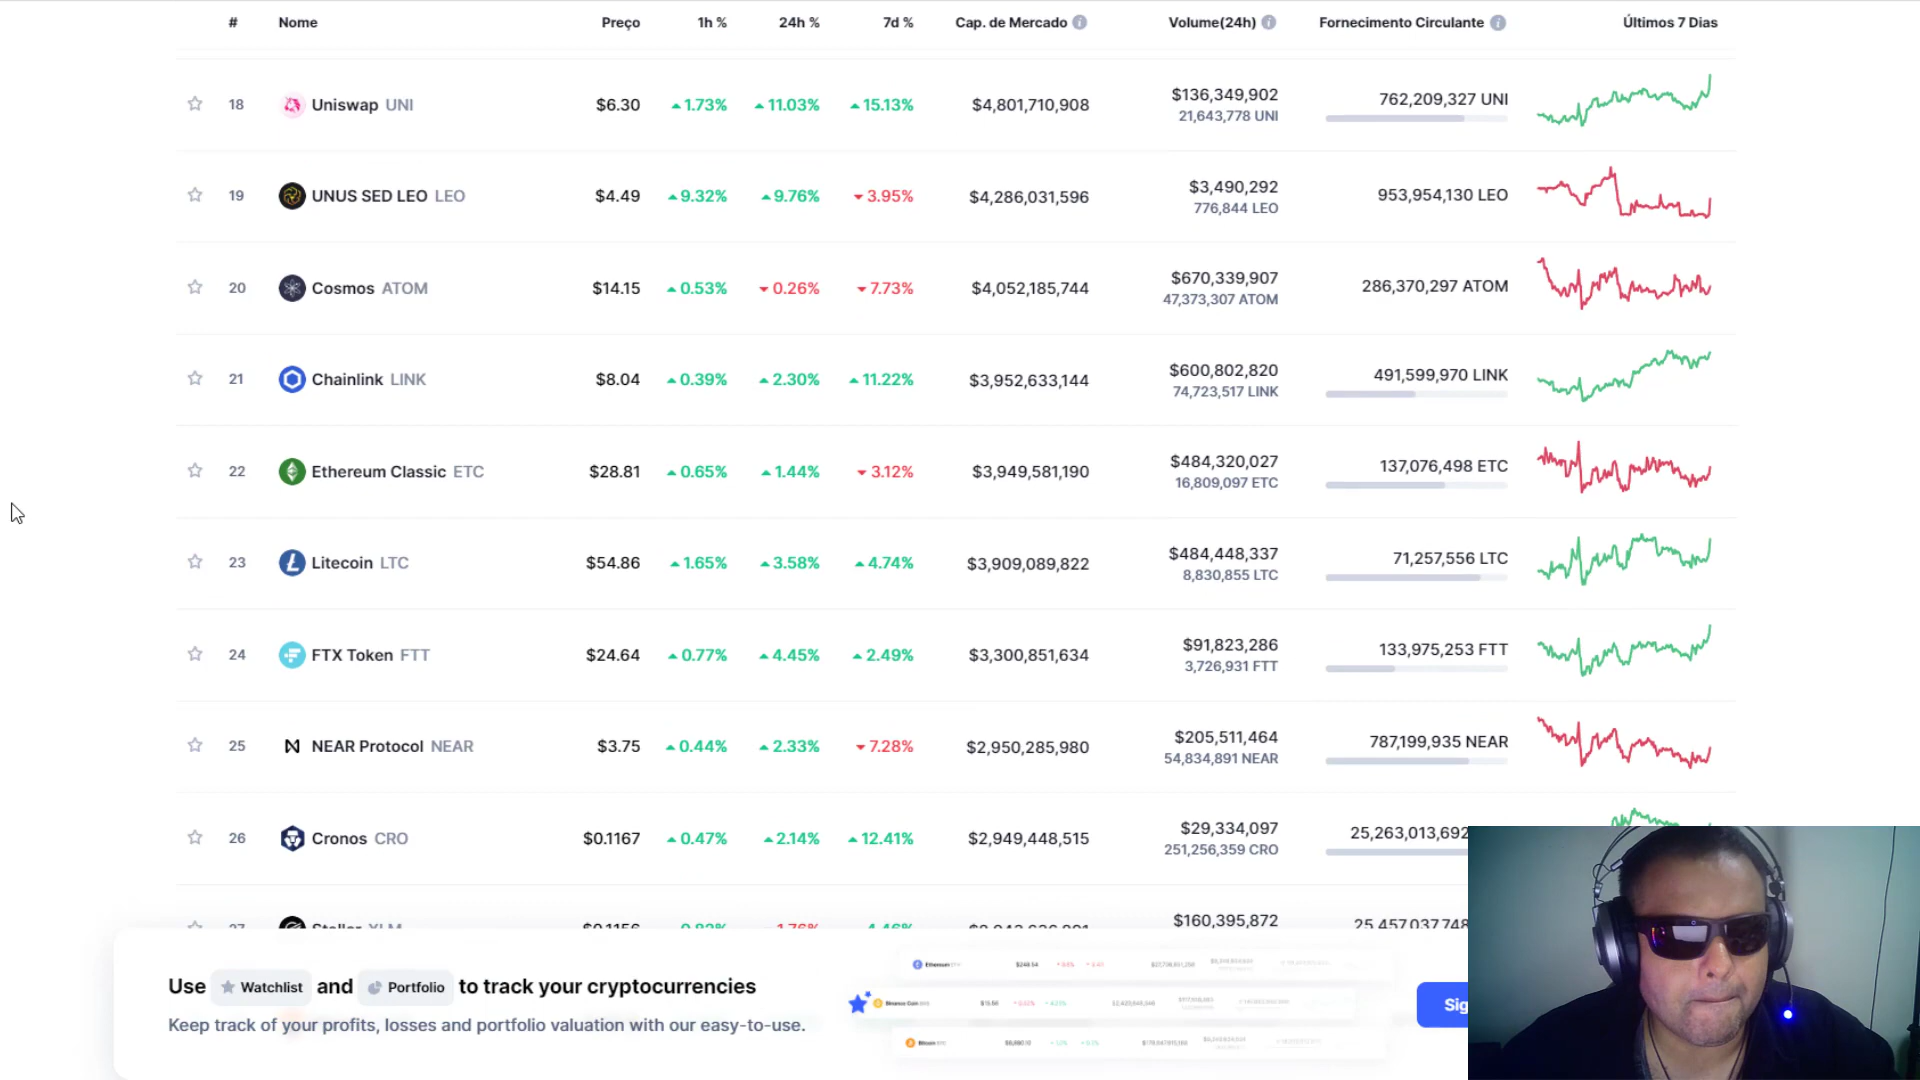 # Nome Preço 1h % 24h % 7d % Cap. de Mercado Volume(24h) Fornecimento Circulante Últimos 7 Dias
18 Uniswap UNI $6.30 1.73% 11.03% 15.13% $4,801,710,908 $136,349,902 762,209,327 UNI
21,643,778 UNI
19 UNUS SED LEO LEO $4.49 9.32% 9.76% 3.95% $4,286,031,596 $3,490,292 953,954,130 LEO
776,844 LEO
20 Cosmos ATOM $14.15 0.53% 0.26% 7.73% $4,052,185,744 $670,339,907 286,370,297 ATOM
47,373,307 ATOM
21 Chainlink LINK $8.04 0.39% 2.30% 11.22% $3,952,633,144 $600,802,820 491,599,970 LINK
74,723,517 LINK
22 Ethereum Classic ETC $28.81 0.65% 1.44% 3.12% $3,949,581,190 $484,320,027 137,076,498 ETC
16,809,097 ETC
23 Litecoin LTC $54.86 1.65% 3.58% 4.74% $3,909,089,822 $484,448,337 71,257,556 LTC
8,830,855 LTC
24 FTX Token FTT $24.64 0.77% 4.45% 2.49% $3,300,851,634 $91,823,286 133,975,253 FTT
3,726,931 FTT
25 NEAR Protocol NEAR $3.75 0.44% 2.33% 7.28% $2,950,285,980 $205,511,464 787,199,935 NEAR
54,834,891 NEAR
26 Cronos CRO $0.1167 0.47% 2.14% 12.41% $2,949,448,515 $29,334,097 25,263,013,692
251,256,359 CRO
27 Stellar XLM $160,395,872 25,457,037,748
Use Watchlist and Portfolio to track your cryptocurrencies
Keep track of your profits, losses and portfolio valuation with our easy-to-use.
Sig